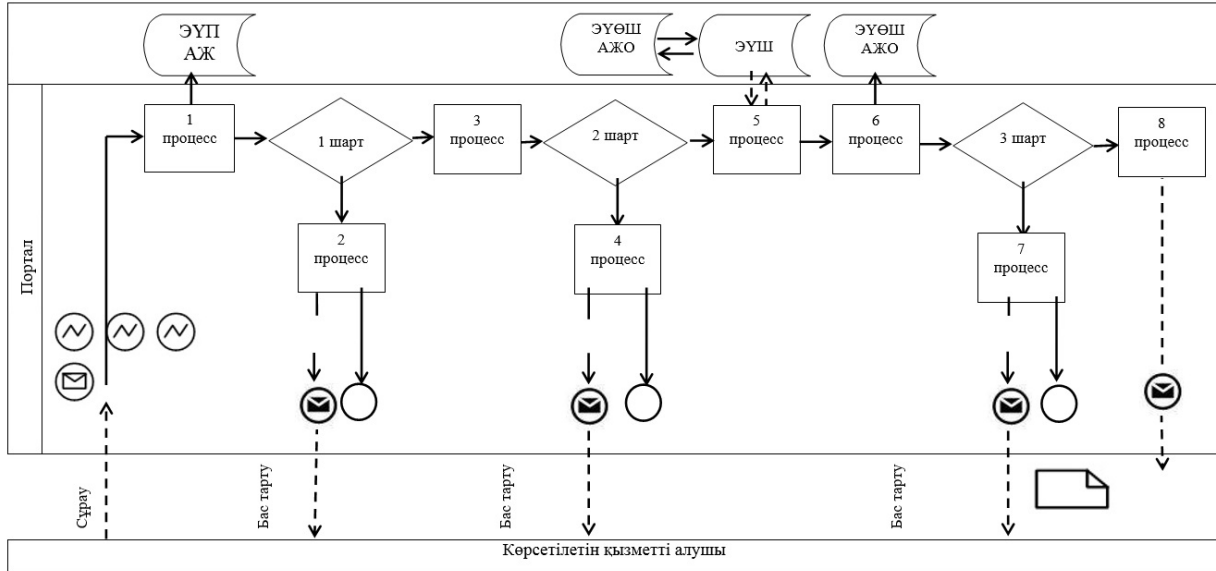 ЭҮП
АЖ
ЭҮӨШ
АЖО
ЭҮШ
ЭҮӨШ
АЖО
Портал
1
процесс
1 шарт
3
процесс
2 шарт
5
процесс
6
процесс
3 шарт
8
процесс
2
процесс
4
процесс
7
процесс
Сұрау
Бас тарту
Бас тарту
Бас тарту
Көрсетілетін қызметті алушы